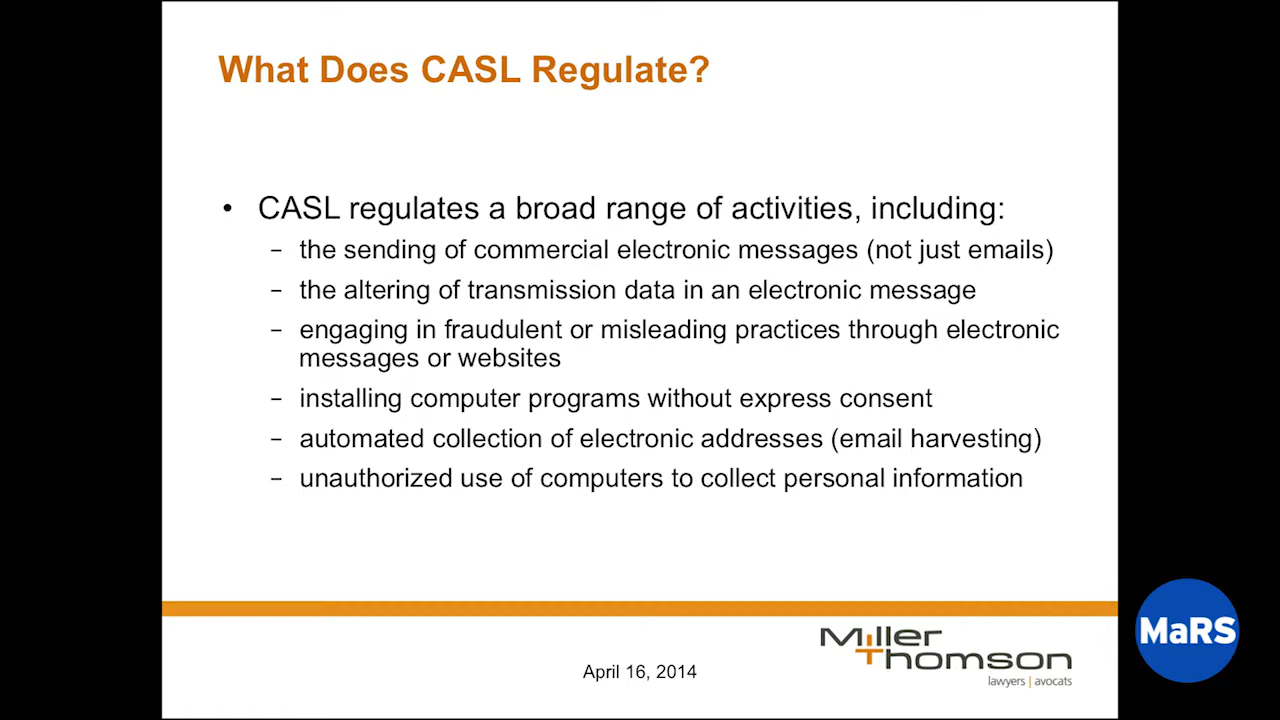 What Does CASL Regulate?
• CASL regulates a broad range of activities, including:
– the sending of commercial electronic messages (not just emails)
– the altering of transmission data in an electronic message
– engaging in fraudulent or misleading practices through electronic
messages or websites
– installing computer programs without express consent
– automated collection of electronic addresses (email harvesting)
– unauthorized use of computers to collect personal information
Miller
Thomson
lawyers | avocats
April 16, 2014
MaRS